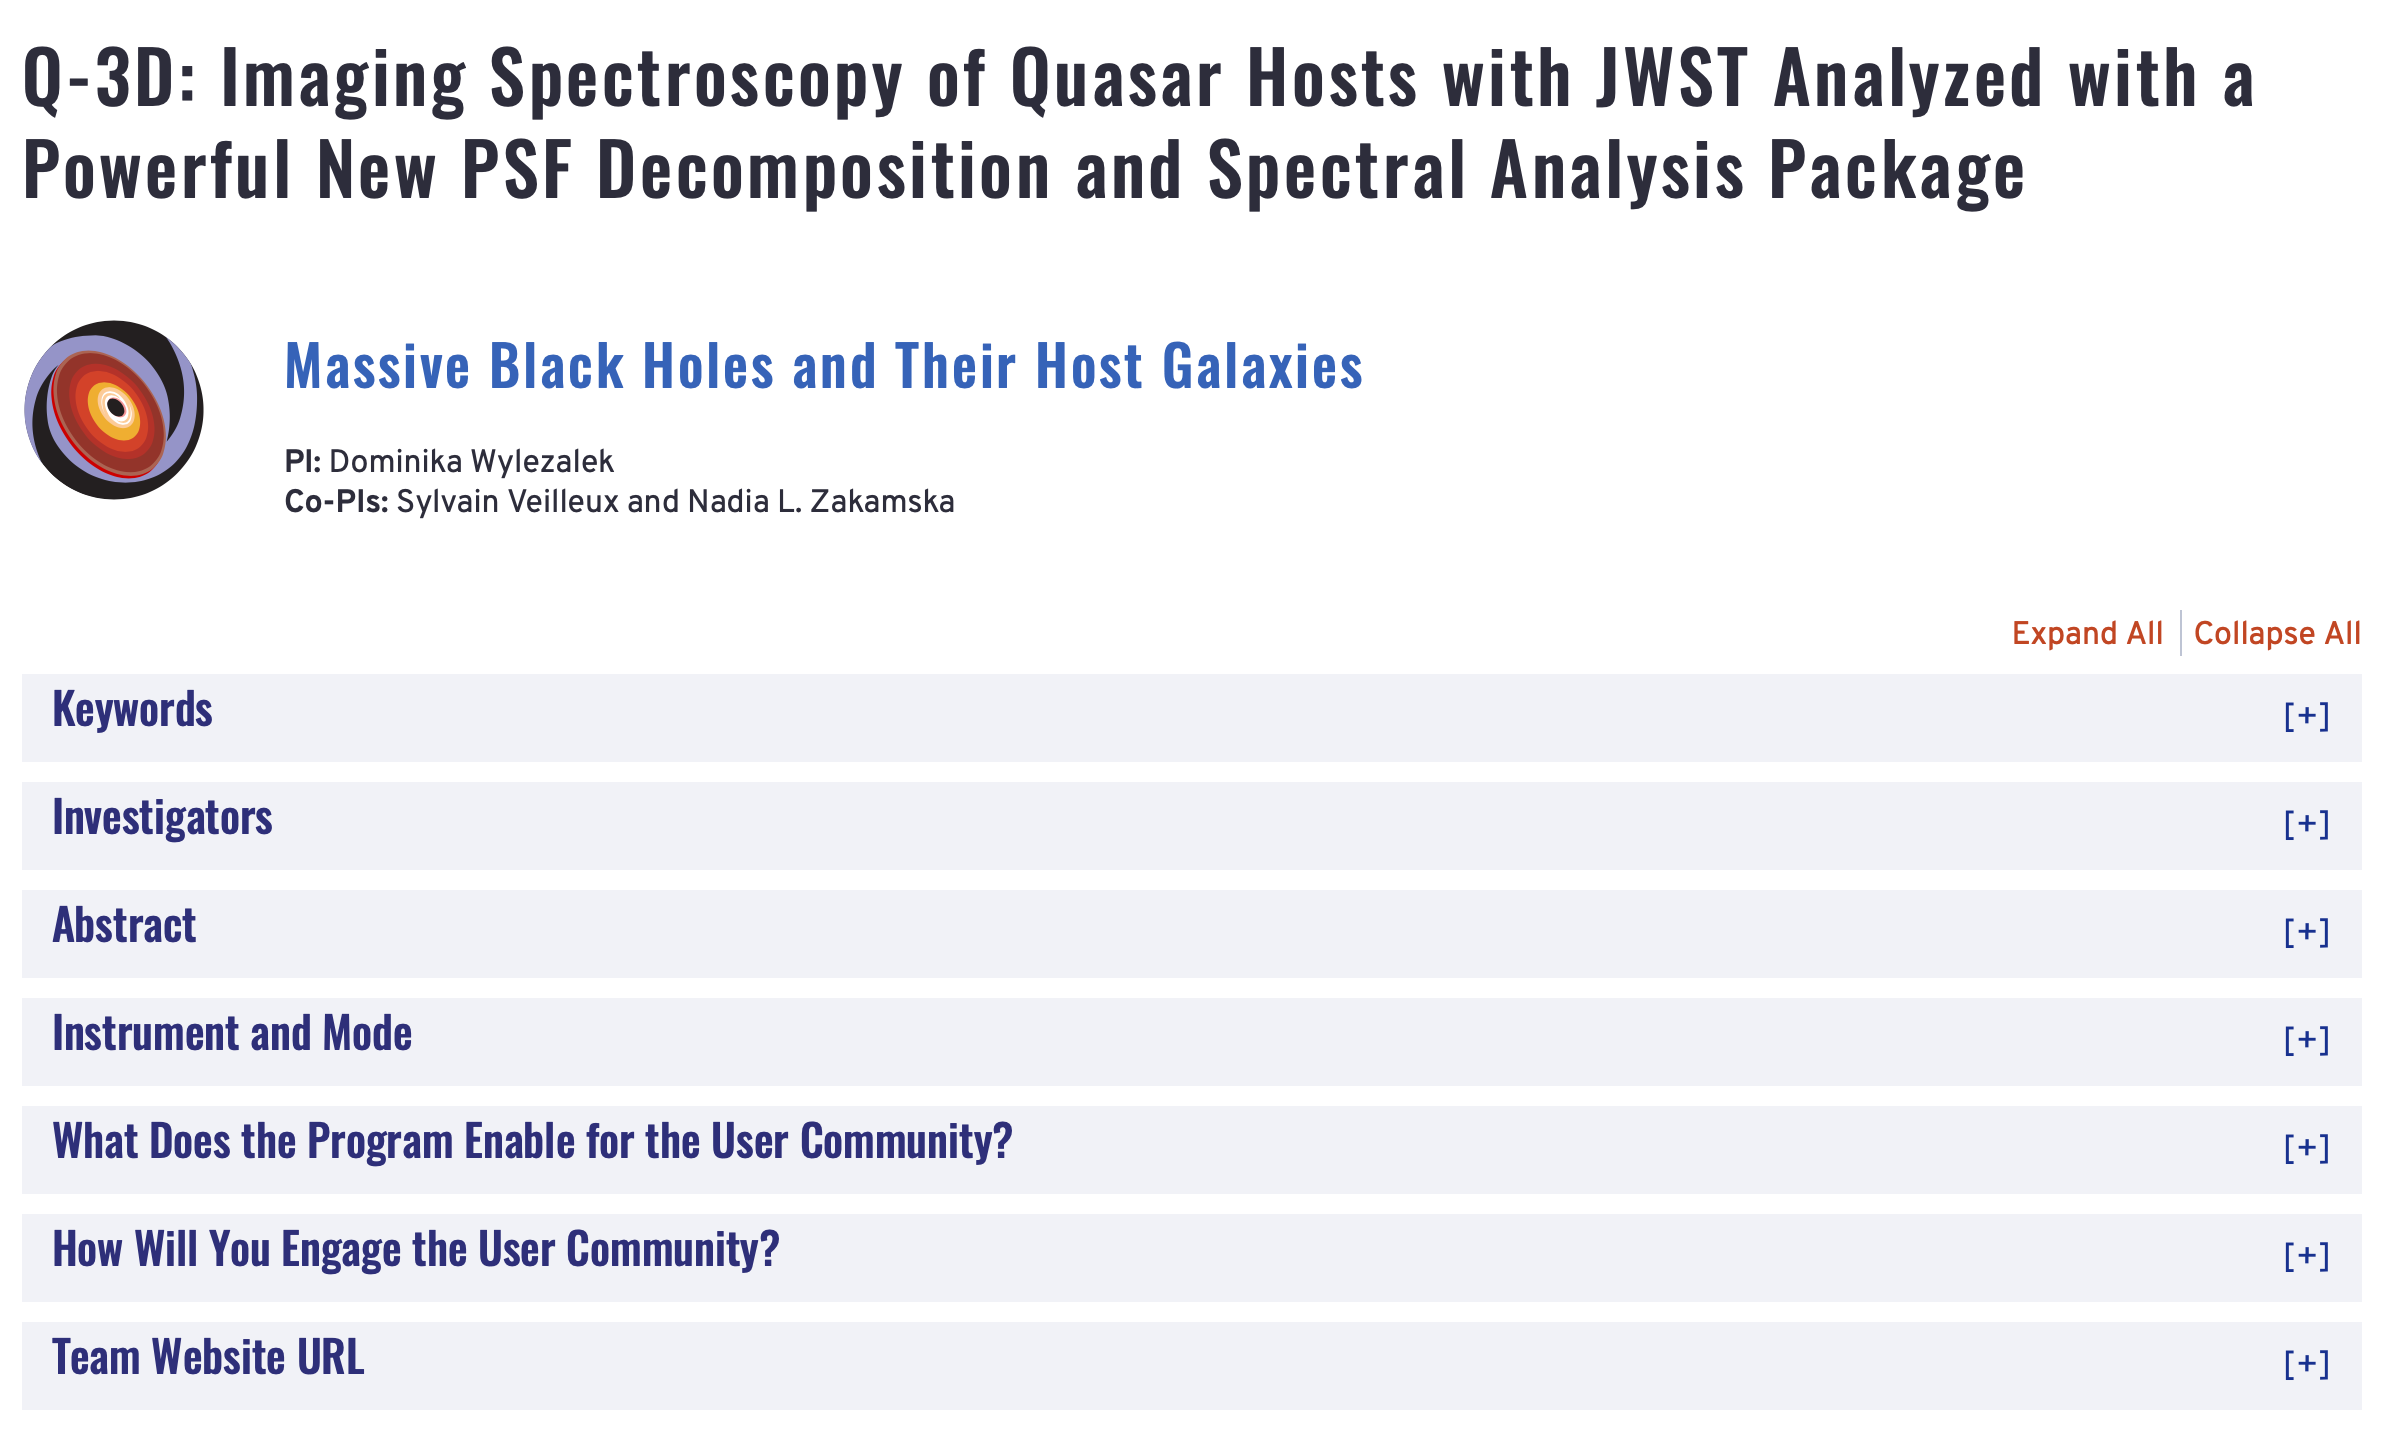 Q-3D: Imaging Spectroscopy of Quasar Hosts with JWST Analyzed with a
Powerful New PSF Decomposition and Spectral Analysis Package
Massive Black Holes and Their Host Galaxies
PI: Dominika Wylezalek
Co-PIs: Sylvain Veilleux and Nadia L. Zakamska
Expand All | Collapse All
Keywords [+]
Investigators [+]
Abstract [+]
Instrument and Mode [+]
What Does the Program Enable for the User Community? [+]
How Will You Engage the User Community? [+]
Team Website URL [+]